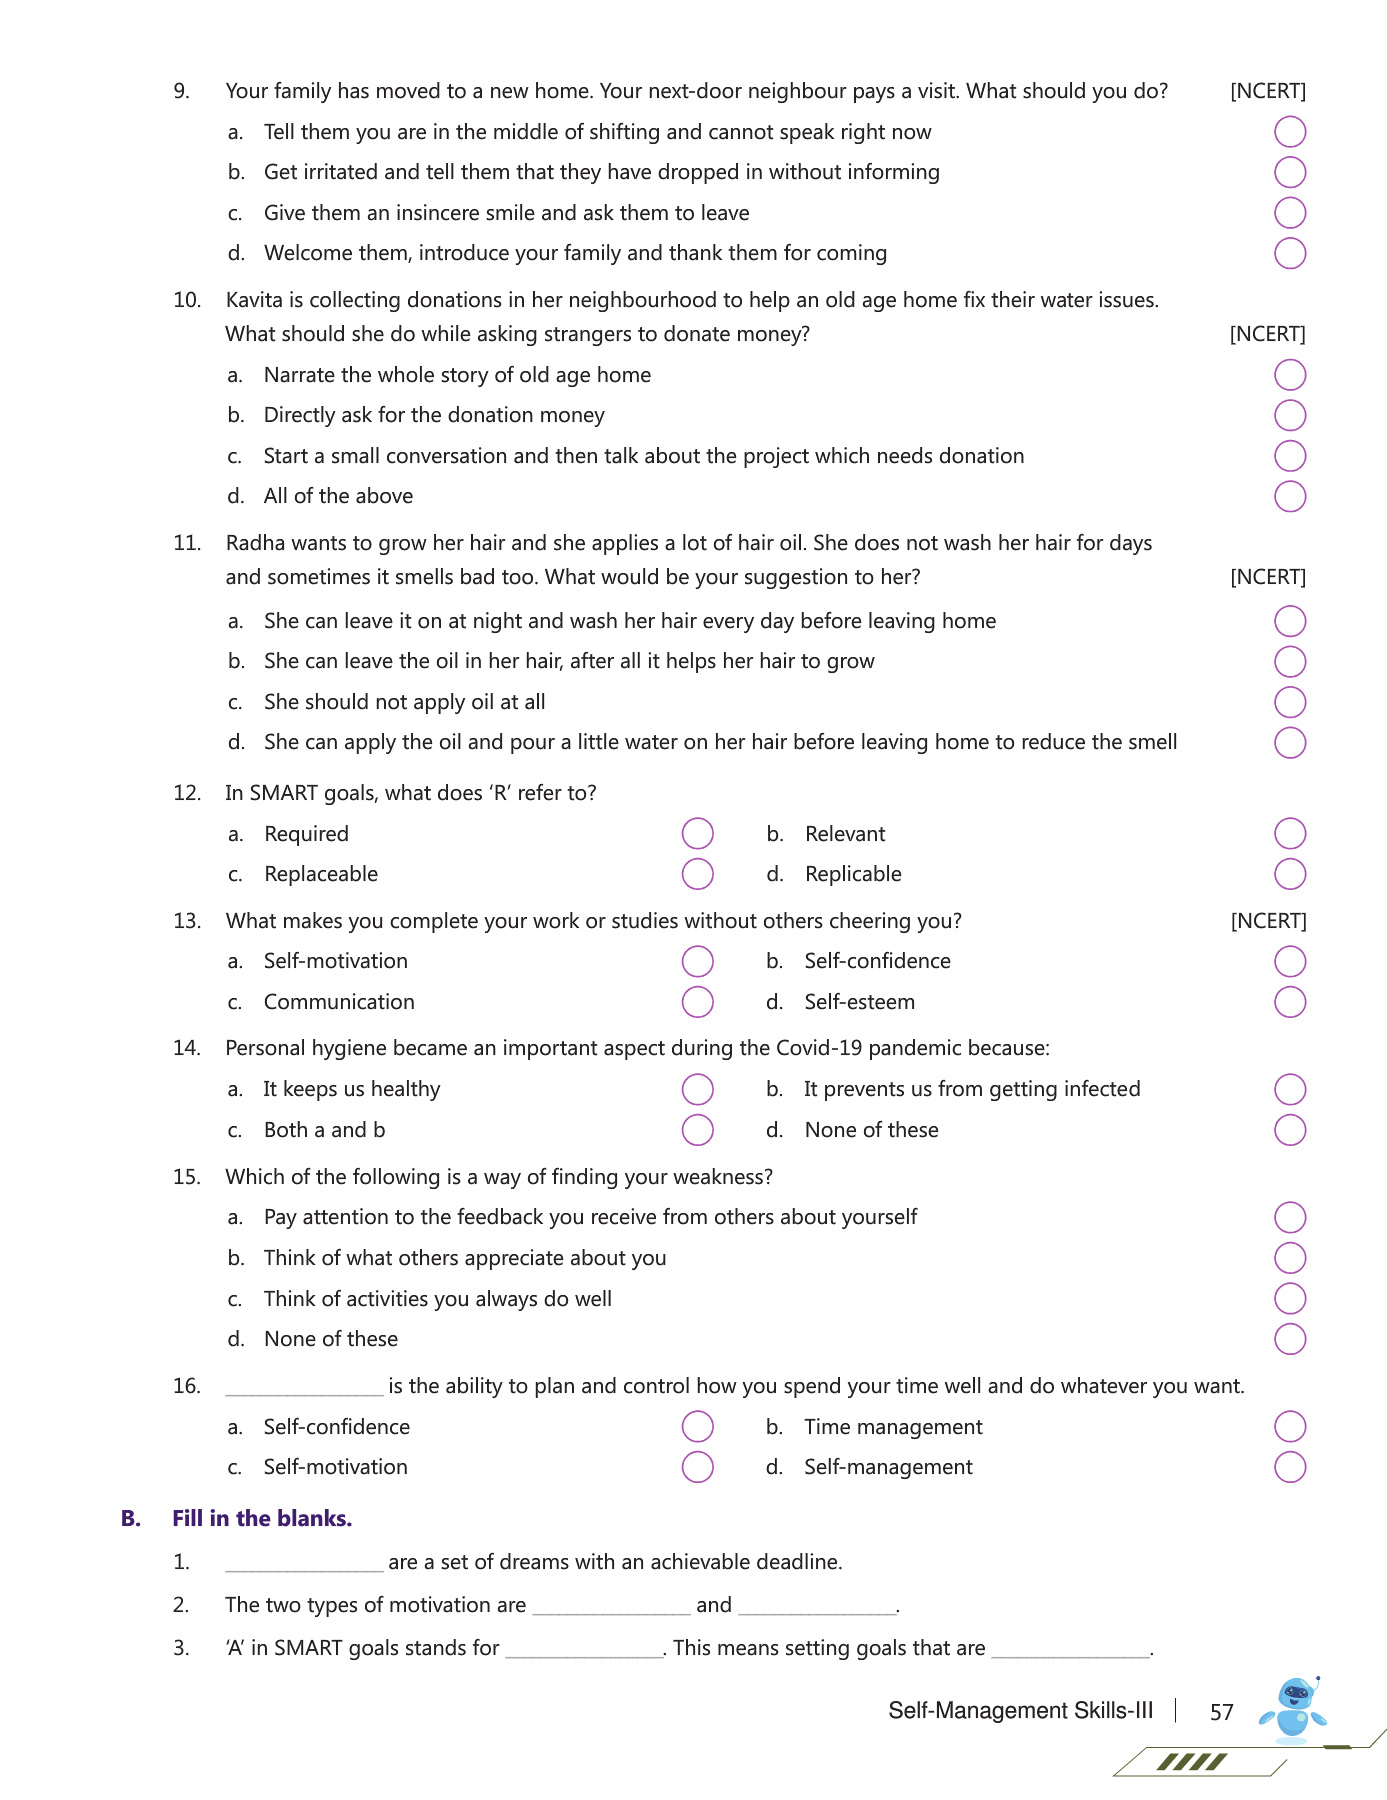 9. Your family has moved to a new home. Your next-door neighbour pays a visit. What should you do? [NCERT]
a. Tell them you are in the middle of shifting and cannot speak right now
b. Get irritated and tell them that they have dropped in without informing
c. Give them an insincere smile and ask them to leave
d. Welcome them, introduce your family and thank them for coming
10. Kavita is collecting donations in her neighbourhood to help an old age home fix their water issues.
What should she do while asking strangers to donate money? [NCERT]
a. Narrate the whole story of old age home
b. Directly ask for the donation money
c. Start a small conversation and then talk about the project which needs donation
d. All of the above
11. Radha wants to grow her hair and she applies a lot of hair oil. She does not wash her hair for days
and sometimes it smells bad too. What would be your suggestion to her? [NCERT]
a. She can leave it on at night and wash her hair every day before leaving home
b. She can leave the oil in her hair, after all it helps her hair to grow
c. She should not apply oil at all
d. She can apply the oil and pour a little water on her hair before leaving home to reduce the smell
12. In SMART goals, what does ‘R’ refer to?
a. Required b. Relevant
c. Replaceable d. Replicable
13. What makes you complete your work or studies without others cheering you? [NCERT]
a. Self-motivation b. Self-confidence
c. Communication d. Self-esteem
14. Personal hygiene became an important aspect during the Covid-19 pandemic because:
a. It keeps us healthy b. It prevents us from getting infected
c. Both a and b d. None of these
15. Which of the following is a way of finding your weakness?
a. Pay attention to the feedback you receive from others about yourself
b. Think of what others appreciate about you
c. Think of activities you always do well
d. None of these
16. _______________ is the ability to plan and control how you spend your time well and do whatever you want.
a. Self-confidence b. Time management
c. Self-motivation d. Self-management
B. Fill in the blanks.
1. _______________ are a set of dreams with an achievable deadline.
2. The two types of motivation are _______________ and _______________.
3. ‘A’ in SMART goals stands for _______________. This means setting goals that are _______________.
Self-Management Skills-III 57